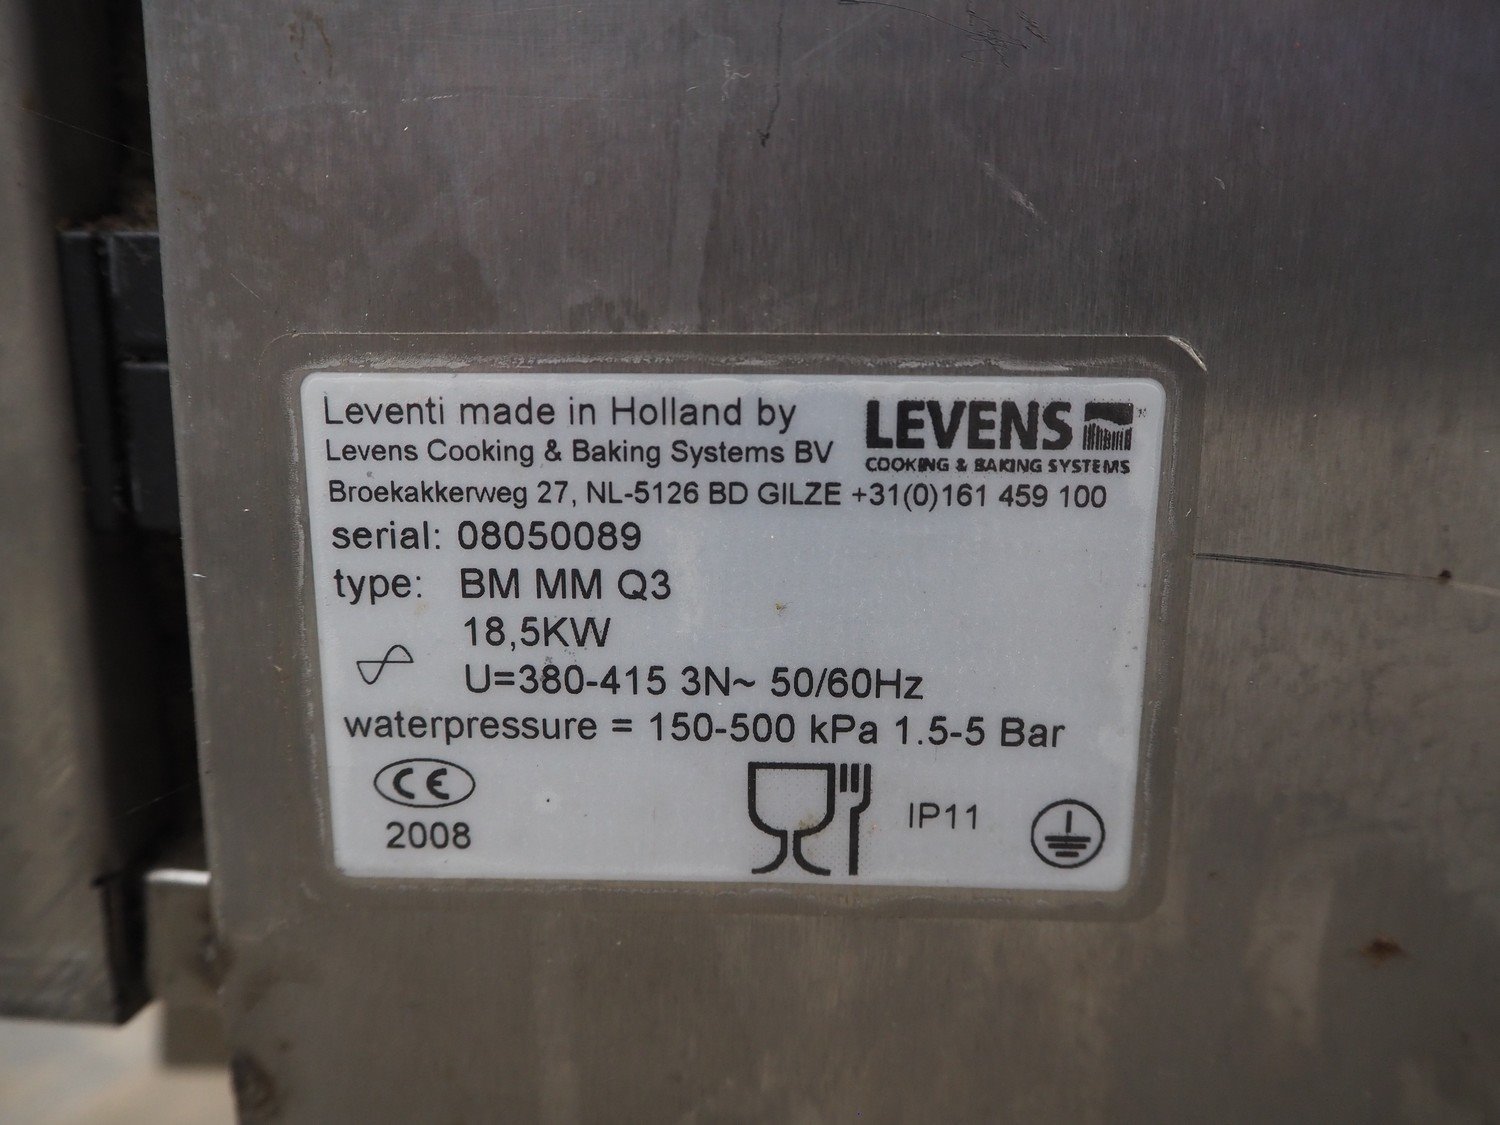 Leventi made in Holland by
LEVENS
Levens Cooking & Baking Systems BV
COOKING & BAKING SYSTEMS
Broekakkerweg 27, NL-5126 BD GILZE +31(0)161 459 100
serial: 08050089
type: BM MM Q3
18,5KW
U=380-415 3N~ 50/60Hz
waterpressure = 150-500 kPa 1.5-5 Bar
CE
2008
IP11